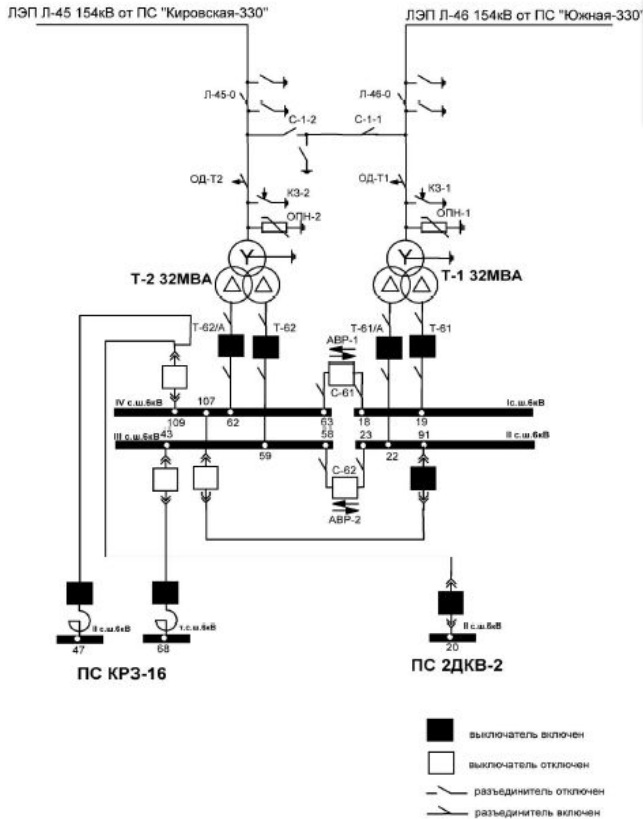 ЛЭП Л-45 154кВ от ПС "Кировская-330"
ЛЭП Л-46 154кВ от ПС "Южная-330"
Л-45-0
Л-46-0
С-1-2
С-1-1
ОД-Т2
КЗ-2
ОПН-2
ОД-Т1
КЗ-1
ОПН-1
Т-2 32МВА
Т-1 32МВА
Т-62/А
Т-62
Т-61/А
Т-61
АВР-1
С-61
IV с.ш.6кВ
107
109
62
63
18
19
Iс.ш.6кВ
III с.ш.6кВ
43
59
58
23
22
91
II с.ш.6кВ
С-62
АВР-2
II с.ш.6кВ
47
т.с.ш.6кВ
68
II с.ш.6кВ
20
ПС КРЗ-16
ПС 2ДКВ-2
выключатель включен
выключатель отключен
разъединитель отключен
разъединитель включен